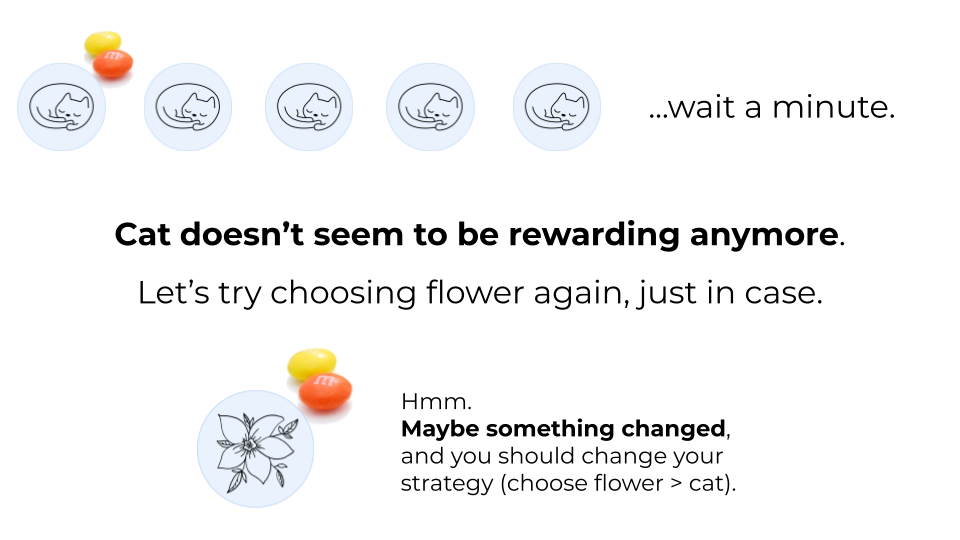 ...wait a minute.
Cat doesn’t seem to be rewarding anymore.
Let’s try choosing flower again, just in case.
Hmm.
Maybe something changed,
and you should change your
strategy (choose flower > cat).